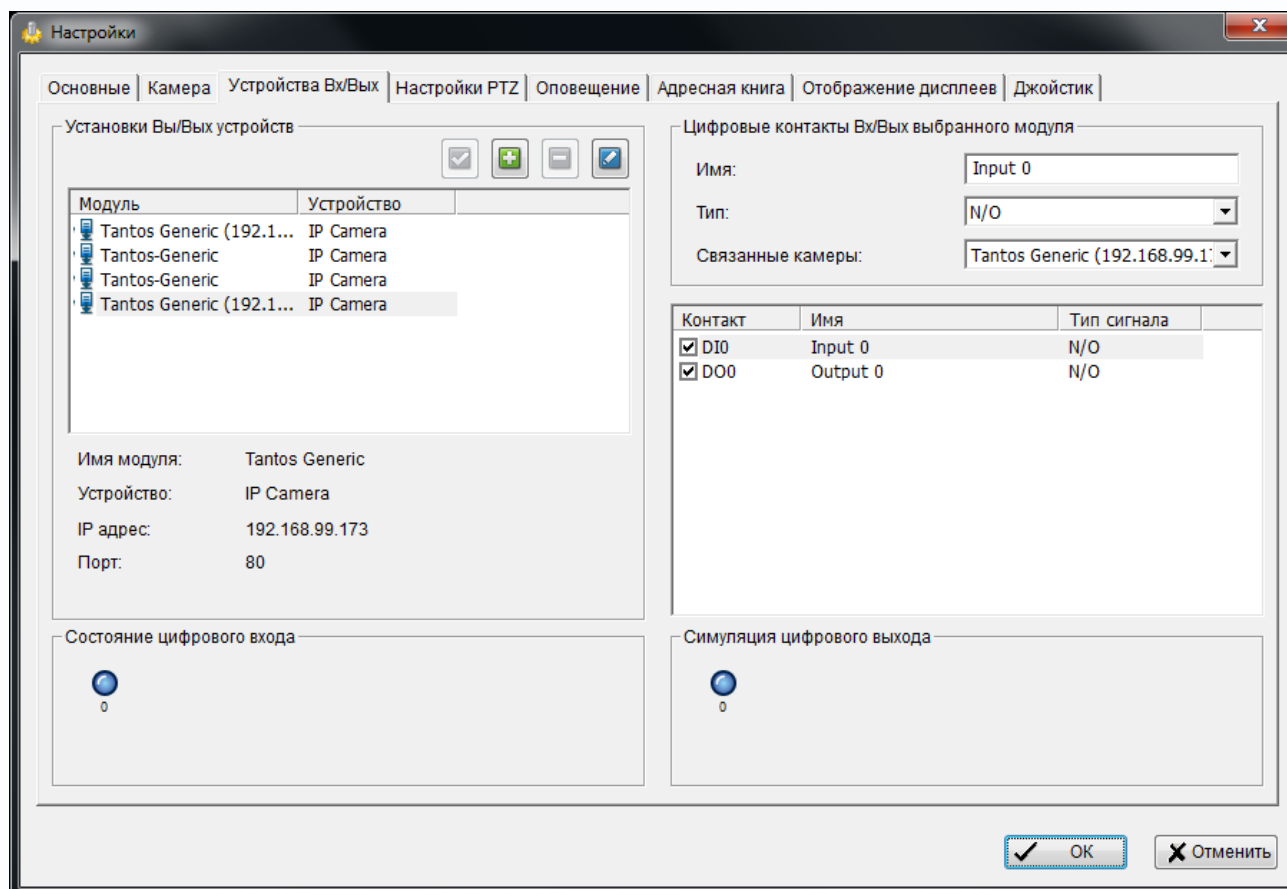 Настройки
Основные Камера Устройства Вх/Вых Настройки PTZ Оповещение Адресная книга Отображение дисплеев Джойстик
Установки Вы/Вых устройств
Модуль Устройство
Tantos Generic (192.1... IP Camera
Tantos-Generic IP Camera
Tantos-Generic IP Camera
Tantos Generic (192.1... IP Camera
Имя модуля: Tantos Generic
Устройство: IP Camera
IP адрес: 192.168.99.173
Порт: 80
Цифровые контакты Вх/Вых выбранного модуля
Имя: Input 0
Тип: N/O
Связанные камеры: Tantos Generic (192.168.99.17
Контакт Имя Тип сигнала
DI0 Input 0 N/O
DO0 Output 0 N/O
Состояние цифрового входа
0
Симуляция цифрового выхода
0
OK Отменить